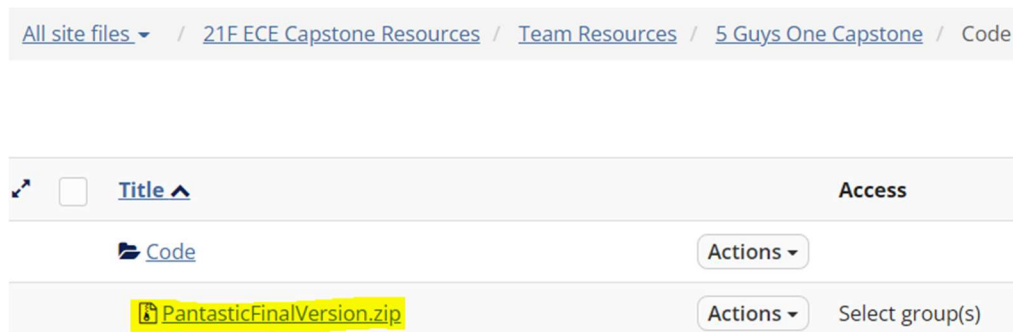 All site files / 21F ECE Capstone Resources / Team Resources / 5 Guys One Capstone / Code
Title Access
Code Actions
PantasticFinalVersion.zip Actions Select group(s)